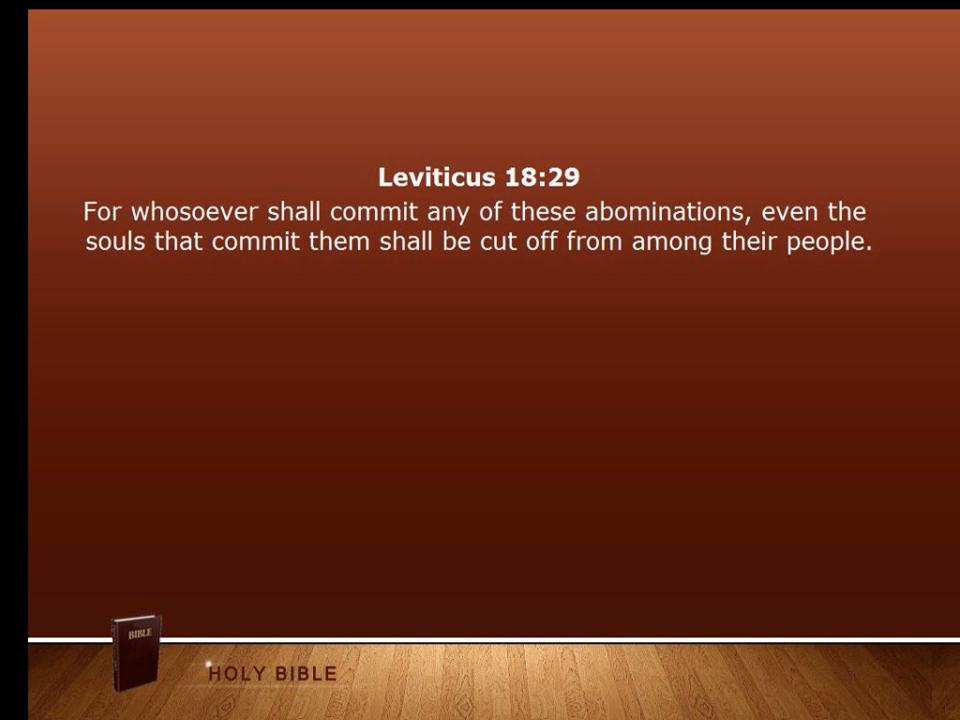 Leviticus 18:29
For whosoever shall commit any of these abominations, even the
souls that commit them shall be cut off from among their people.
BIBLE
HOLY BIBLE